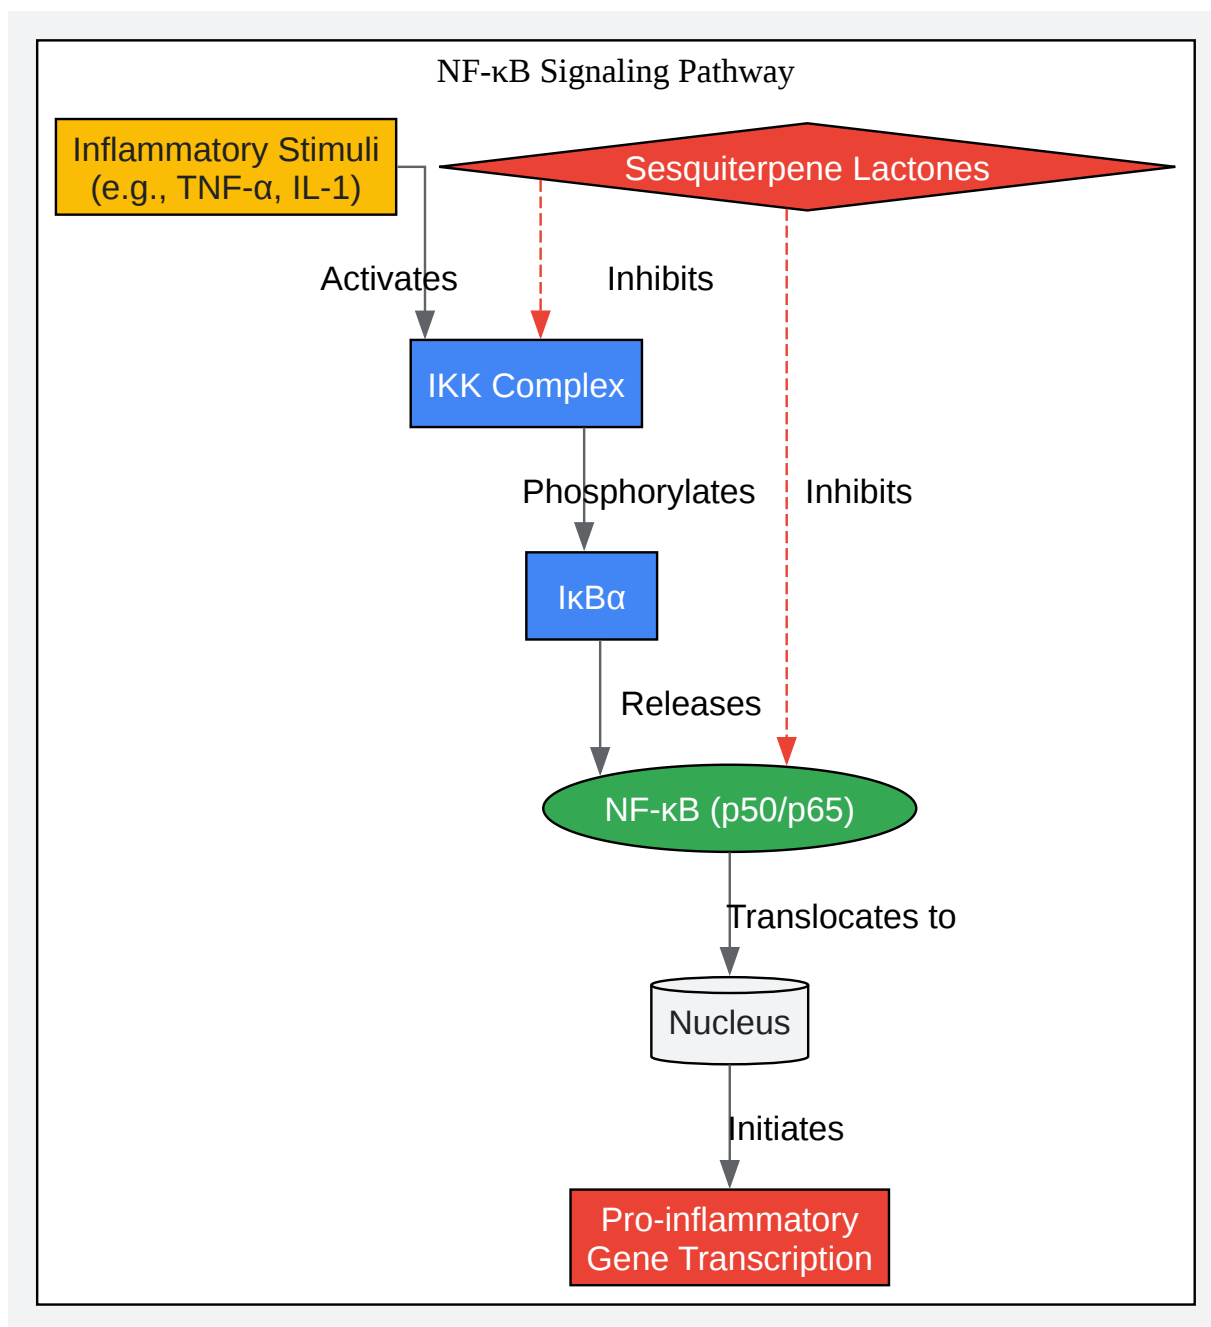 NF-κB Signaling Pathway
Inflammatory Stimuli
(e.g., TNF-α, IL-1)
Sesquiterpene Lactones
Activates
Inhibits
IKK Complex
Phosphorylates
Inhibits
IκBα
Releases
NF-κB (p50/p65)
Translocates to
Nucleus
Initiates
Pro-inflammatory
Gene Transcription